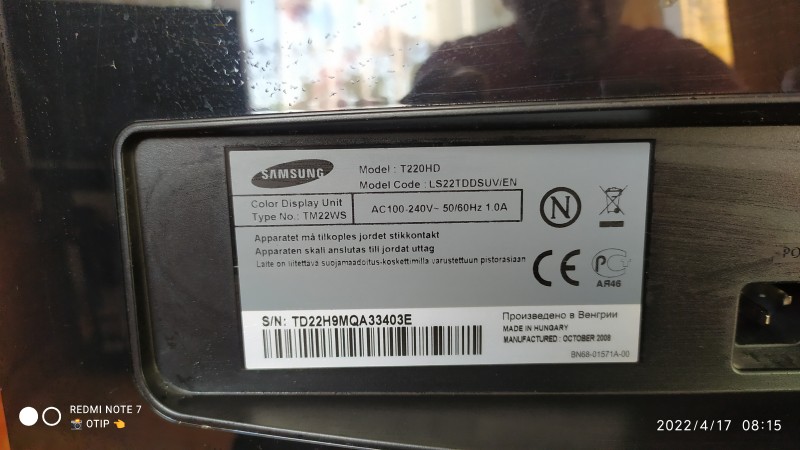 SAMSUNG
Model : T220HD
Model Code : LS22TDDSUV/EN
Color Display Unit
Type No.: TM22WS
AC100-240V~ 50/60Hz 1.0A
N
Apparatet må tilkoples jordet stikkontakt
Apparaten skall anslutas till jordat uttag
Laite on liitettävä suojamaadoitus-koskettimilla varustettuun pistorasiaan
CE
PC
АЯ46
S/N: TD22H9MQA33403E
Произведено в Венгрии
MADE IN HUNGARY
MANUFACTURED : OCTOBER 2008
BN68-01571A-00
REDMI NOTE 7
OTIP
2022/4/17 08:15